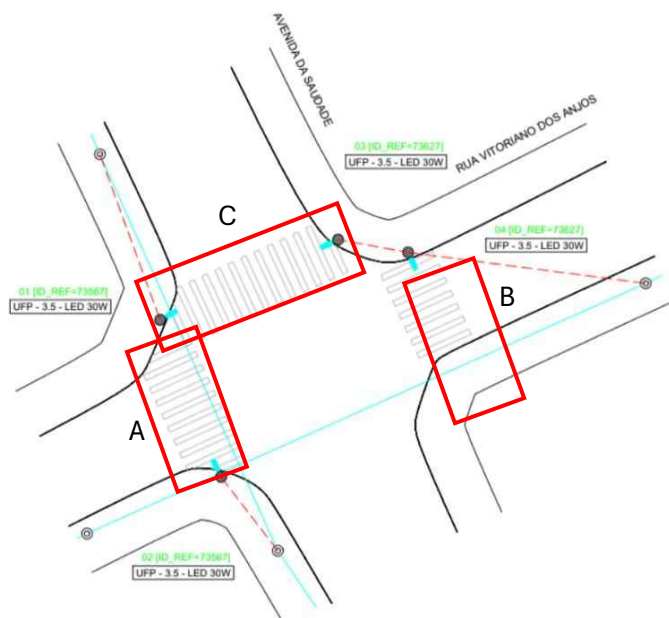 AVENIDA DA SAUDADE
RUA VITORIANO DOS ANJOS
03 [ID_REF=73627]
UFP - 3.5 - LED 30W
C
04 [ID_REF=73627]
UFP - 3.5 - LED 30W
B
01 [ID_REF=73567]
UFP - 3.5 - LED 30W
A
02 [ID_REF=73567]
UFP - 3.5 - LED 30W